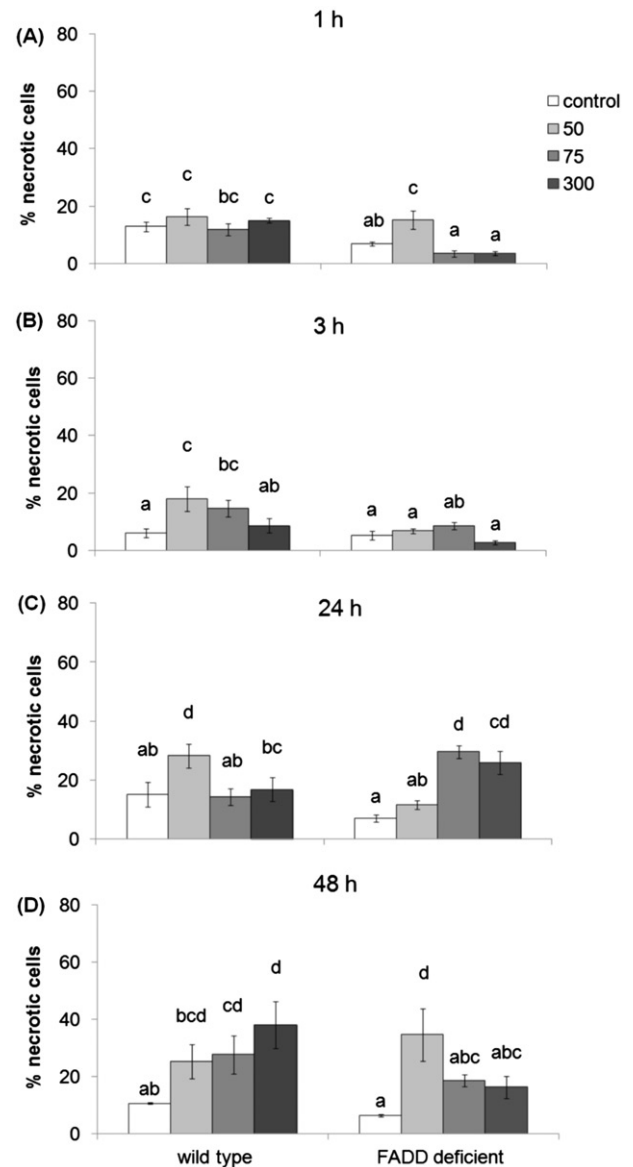 (A)
1 h
% necrotic cells
80
60
40
20
0
control
50
75
300
c c bc c ab c a a
(B)
3 h
% necrotic cells
80
60
40
20
0
a c bc ab a a ab a
(C)
24 h
% necrotic cells
80
60
40
20
0
ab d ab bc a ab d cd
(D)
48 h
% necrotic cells
80
60
40
20
0
ab bcd cd d a d abc abc
wild type FADD deficient